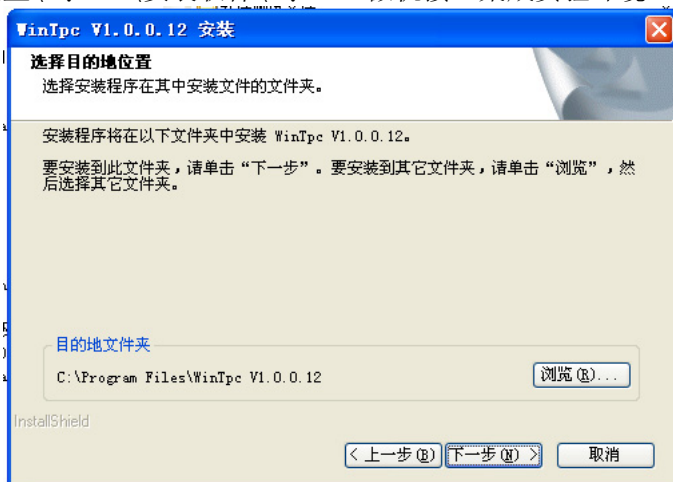 WinTpc V1.0.0.12 安装
选择目的地位置
选择安装程序在其中安装文件的文件夹。
安装程序将在以下文件夹中安装 WinTpc V1.0.0.12。
要安装到此文件夹，请单击“下一步”。要安装到其它文件夹，请单击“浏览”，然
后选择其它文件夹。
目的地文件夹
C:\Program Files\WinTpc V1.0.0.12
浏览(R)...
InstallShield
< 上一步(B)
下一步(N) >
取消